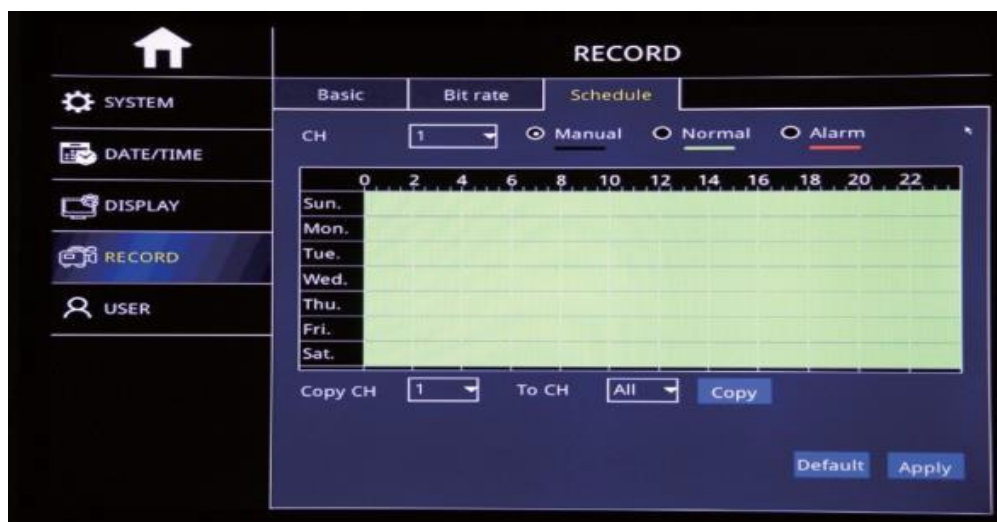 RECORD
SYSTEM
DATE/TIME
DISPLAY
RECORD
USER
Basic Bit rate Schedule
CH 1 Manual Normal Alarm
0 2 4 6 8 10 12 14 16 18 20 22
Sun.
Mon.
Tue.
Wed.
Thu.
Fri.
Sat.
Copy CH 1 To CH All Copy
Default Apply